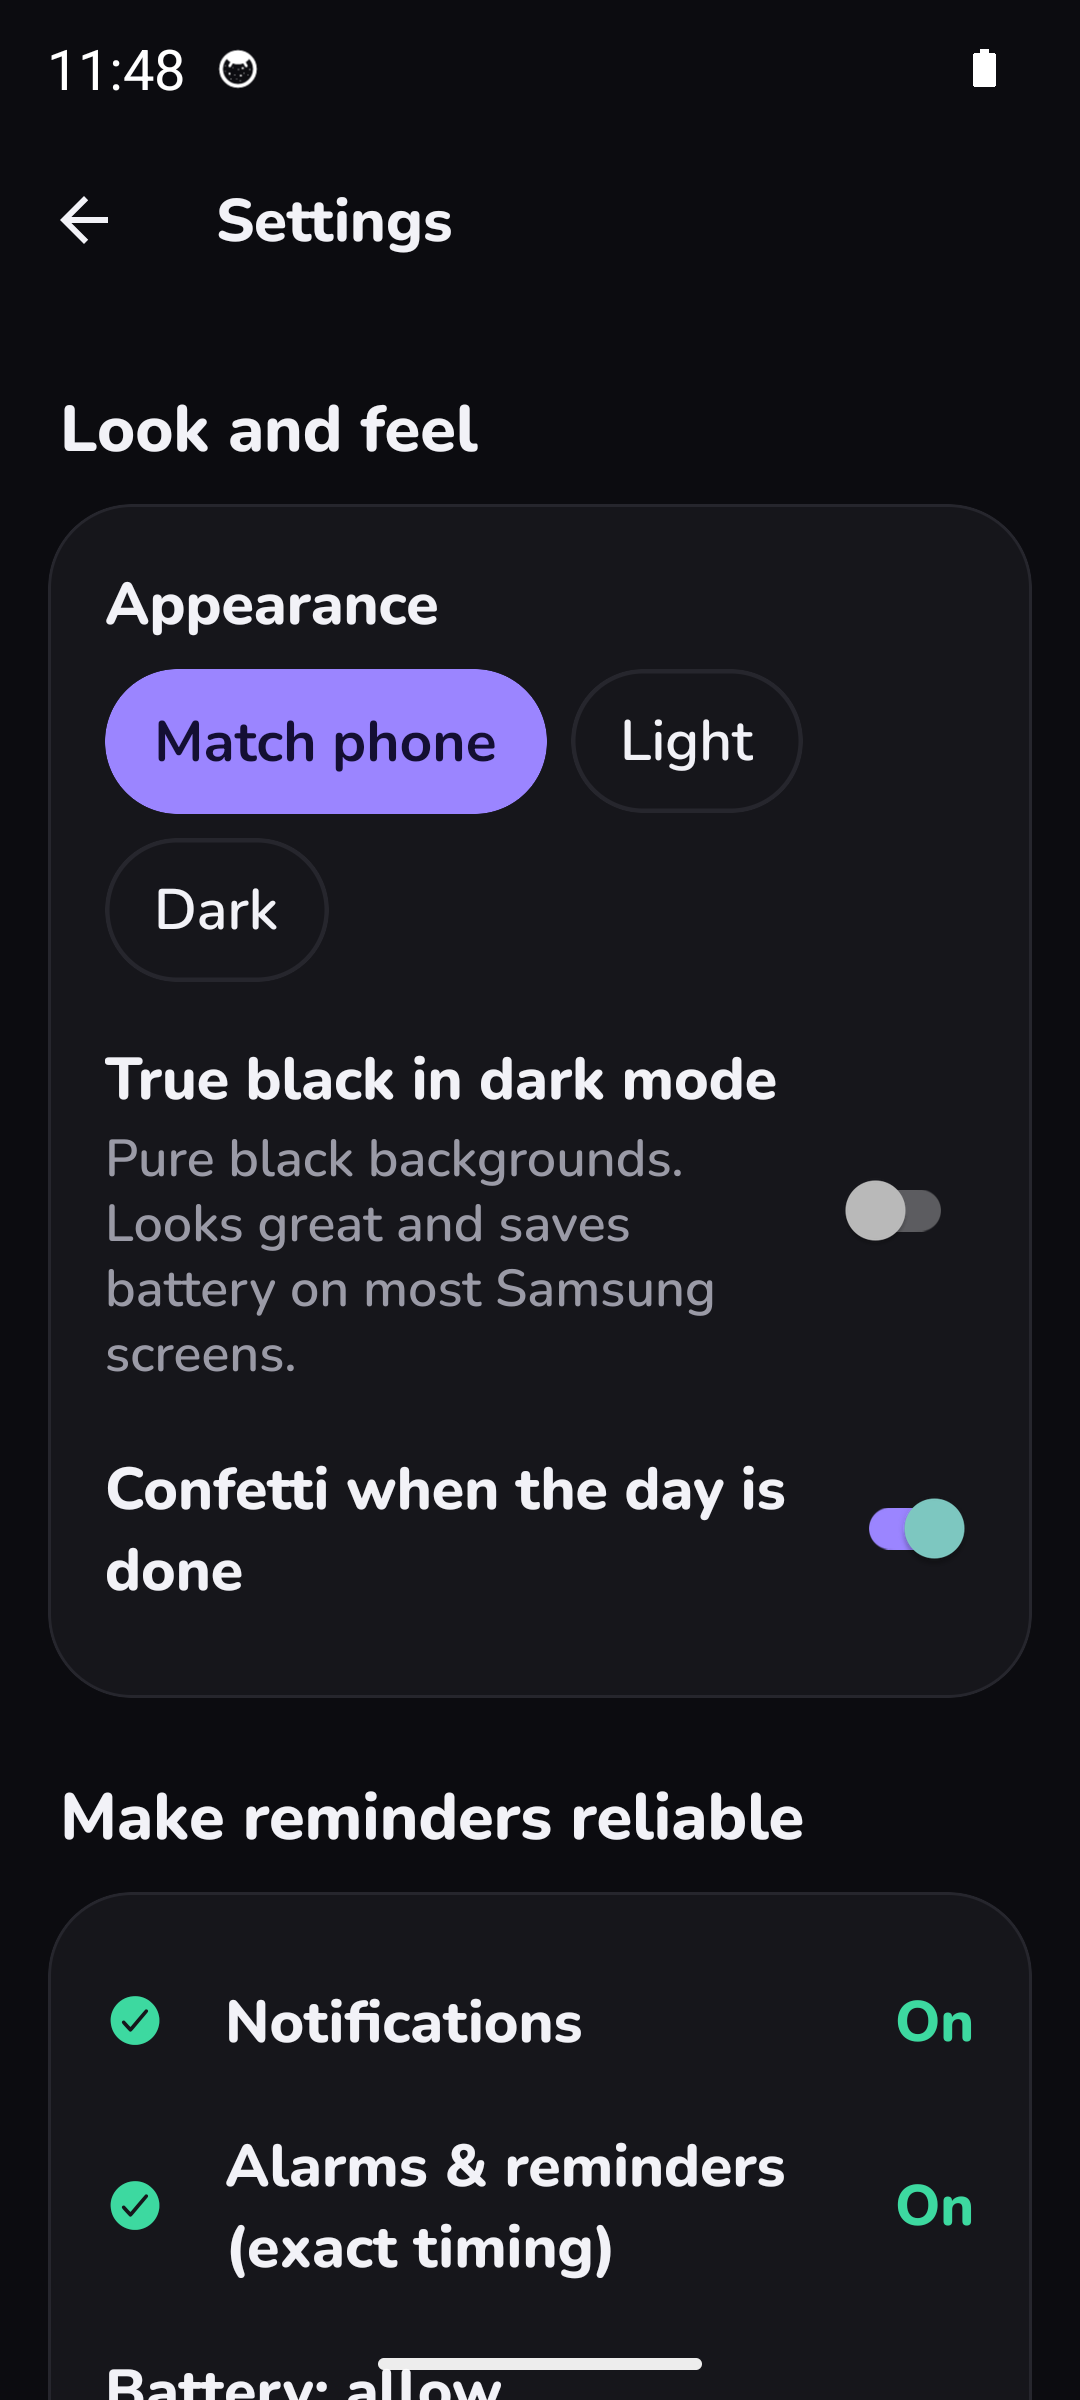 11:48
Settings
Look and feel
Appearance
Match phone
Light
Dark
True black in dark mode
Pure black backgrounds.
Looks great and saves
battery on most Samsung
screens.
Confetti when the day is
done
Make reminders reliable
Notifications
On
Alarms & reminders
(exact timing)
On
Battery: allow